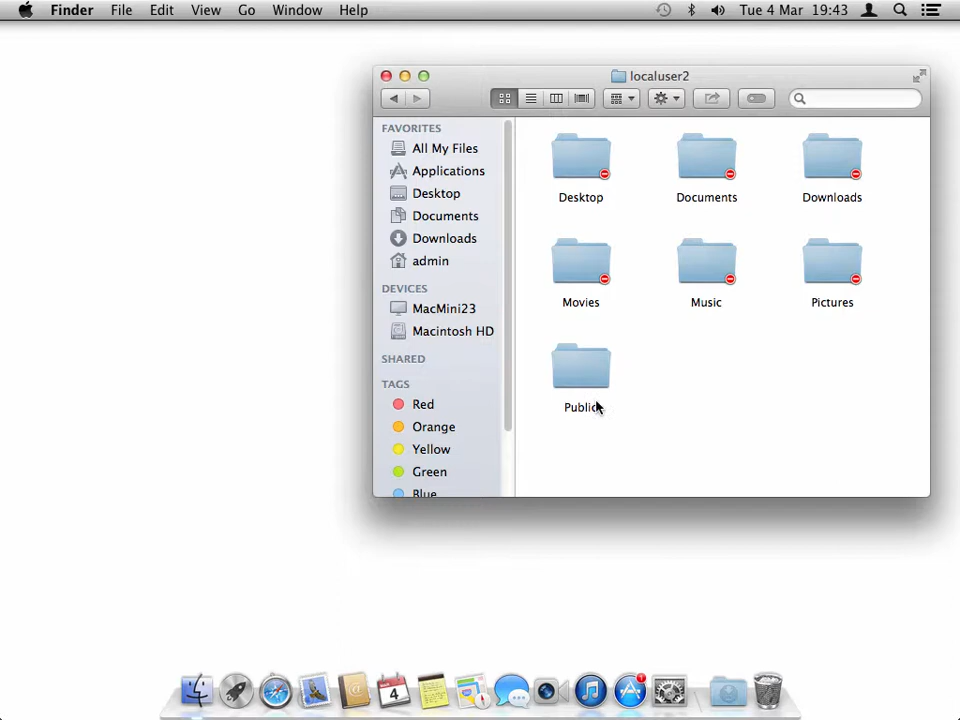 Finder File Edit View Go Window Help Tue 4 Mar 19:43
localuser2
FAVORITES
All My Files
Applications
Desktop
Documents
Downloads
admin
DEVICES
MacMini23
Macintosh HD
SHARED
TAGS
Red
Orange
Yellow
Green
Blue
Desktop Documents Downloads
Movies Music Pictures
Public
4
1